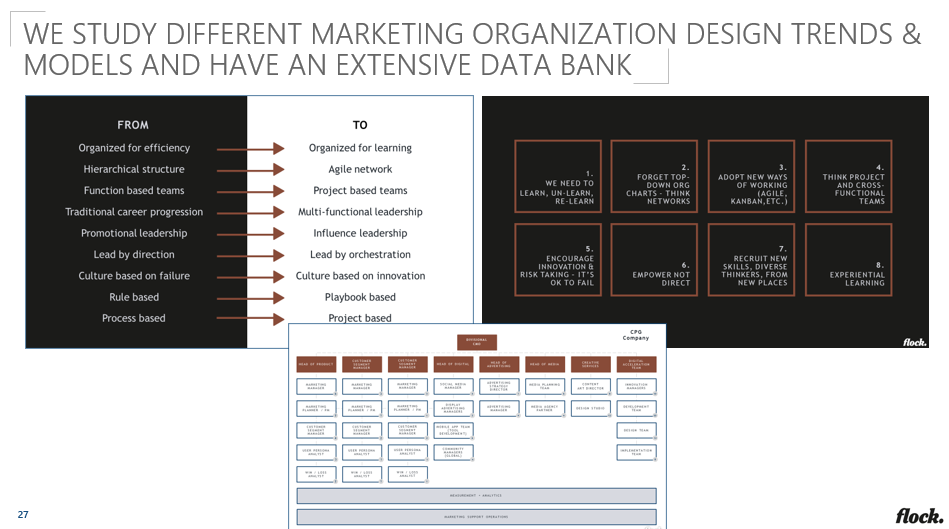 WE STUDY DIFFERENT MARKETING ORGANIZATION DESIGN TRENDS &
MODELS AND HAVE AN EXTENSIVE DATA BANK
FROM
TO
Organized for efficiency
Organized for learning
Hierarchical structure
Agile network
Function based teams
Project based teams
Traditional career progression
Multi-functional leadership
Promotional leadership
Influence leadership
Lead by direction
Lead by orchestration
Culture based on failure
Culture based on innovation
Rule based
Playbook based
Process based
Project based
1.
WE NEED TO
LEARN, UN-LEARN,
RE-LEARN
2.
FORGET TOP-
DOWN ORG
CHARTS - THINK
NETWORKS
3.
ADOPT NEW WAYS
OF WORKING
(AGILE,
KANBAN,ETC.)
4.
THINK PROJECT
AND CROSS-
FUNCTIONAL
TEAMS
5.
ENCOURAGE
INNOVATION &
RISK TAKING - IT'S
OK TO FAIL
6.
EMPOWER NOT
DIRECT
7.
RECRUIT NEW
SKILLS, DIVERSE
THINKERS, FROM
NEW PLACES
8.
EXPERIENTIAL
LEARNING
flock.
CPG
Company
DIVISIONAL
CMO
HEAD OF PRODUCT
CUSTOMER
SEGMENT
MANAGER
CUSTOMER
SEGMENT
MANAGER
HEAD OF DIGITAL
HEAD OF
ADVERTISING
HEAD OF MEDIA
CREATIVE
SERVICES
DIGITAL
ACCELERATION
TEAM
MARKETING
MANAGER
MARKETING
MANAGER
MARKETING
MANAGER
SOCIAL MEDIA
MANAGER
ADVERTISING
STRATEGY
DIRECTOR
MEDIA PLANNING
TEAM
CONTENT
ART DIRECTOR
INNOVATION
MANAGERS
MARKETING
PLANNER / PM
MARKETING
PLANNER / PM
MARKETING
PLANNER / PM
DISPLAY
ADVERTISING
MANAGERS
ADVERTISING
MANAGER
MEDIA AGENCY
PARTNER
DESIGN STUDIO
DEVELOPMENT
TEAM
CUSTOMER
SEGMENT
MANAGER
CUSTOMER
SEGMENT
MANAGER
CUSTOMER
SEGMENT
MANAGER
MOBILE APP TEAM
(TOOL
DEVELOPMENT)
DESIGN TEAM
USER PERSONA
ANALYST
USER PERSONA
ANALYST
USER PERSONA
ANALYST
COMMUNITY
MANAGERS
(GLOBAL)
IMPLEMENTATION
TEAM
WIN / LOSS
ANALYST
WIN / LOSS
ANALYST
WIN / LOSS
ANALYST
MEASUREMENT + ANALYTICS
MARKETING SUPPORT OPERATIONS
27
flock.